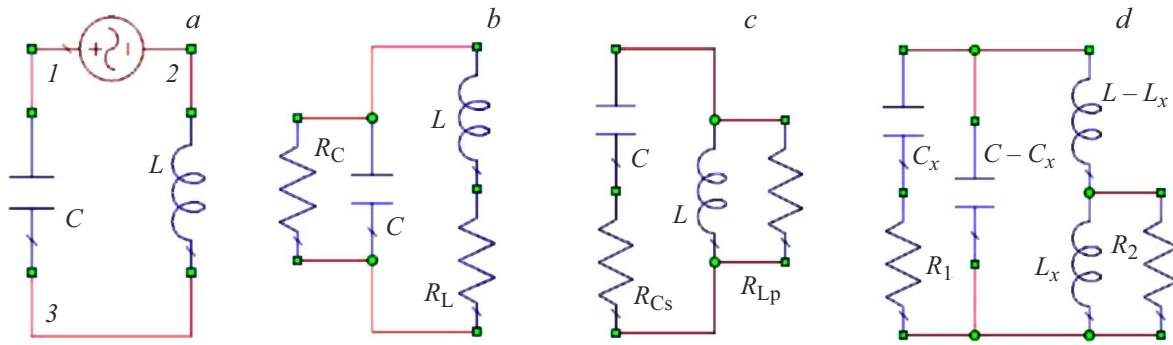 a
1
+
−
2
L
C
3
b
L
R_C
C
R_L
c
C
L
R_Cs
R_Lp
d
L – L_x
C_x
C – C_x
R_1
L_x
R_2